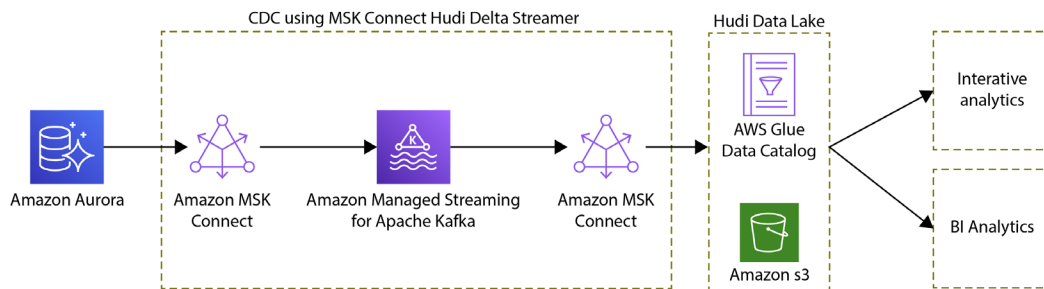 CDC using MSK Connect Hudi Delta Streamer
Hudi Data Lake
Amazon Aurora
Amazon MSK
Connect
K
Amazon Managed Streaming
for Apache Kafka
Amazon MSK
Connect
AWS Glue
Data Catalog
Amazon s3
Interative
analytics
BI Analytics